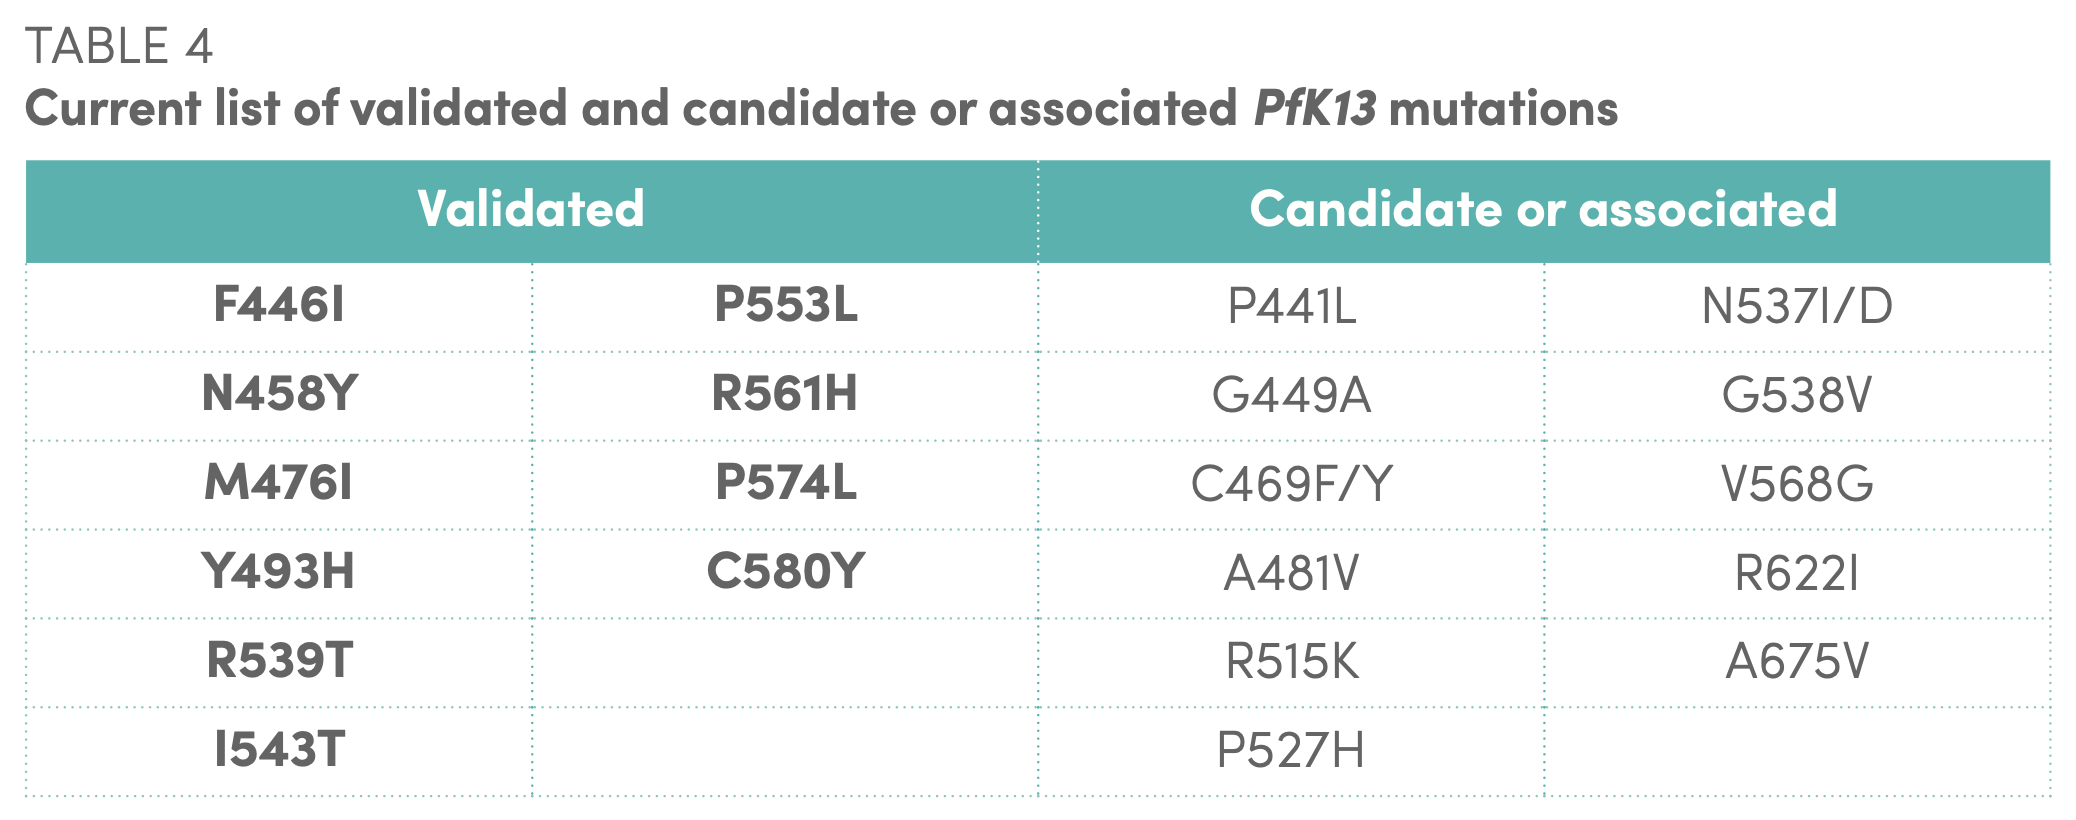 TABLE 4
Current list of validated and candidate or associated PfK13 mutations
Validated Candidate or associated
F446I P553L P441L N537I/D
N458Y R561H G449A G538V
M476I P574L C469F/Y V568G
Y493H C580Y A481V R622I
R539T R515K A675V
I543T P527H